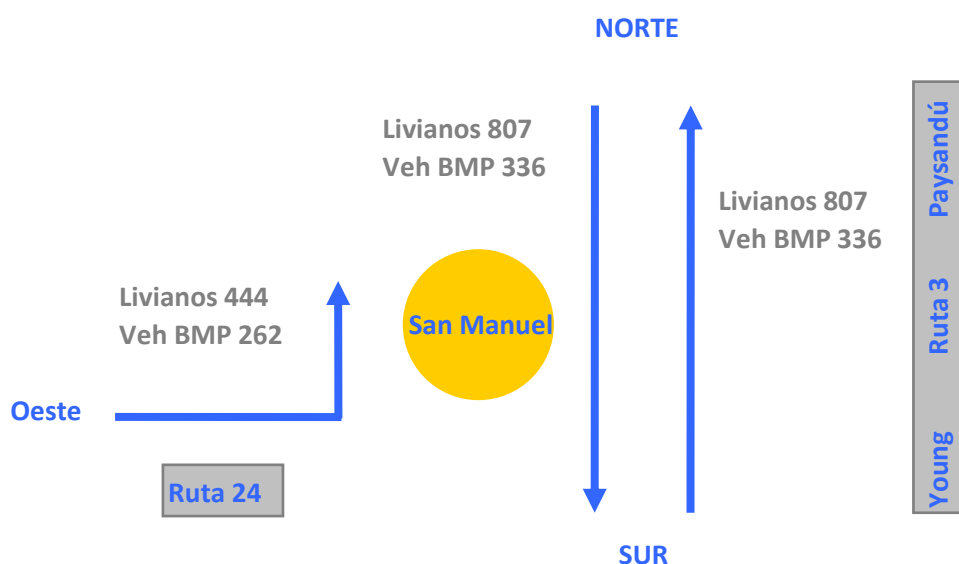 NORTE
Livianos 807
Veh BMP 336
Livianos 807
Veh BMP 336
Livianos 444
Veh BMP 262
San Manuel
Oeste
Ruta 24
SUR
Young Ruta 3 Paysandú